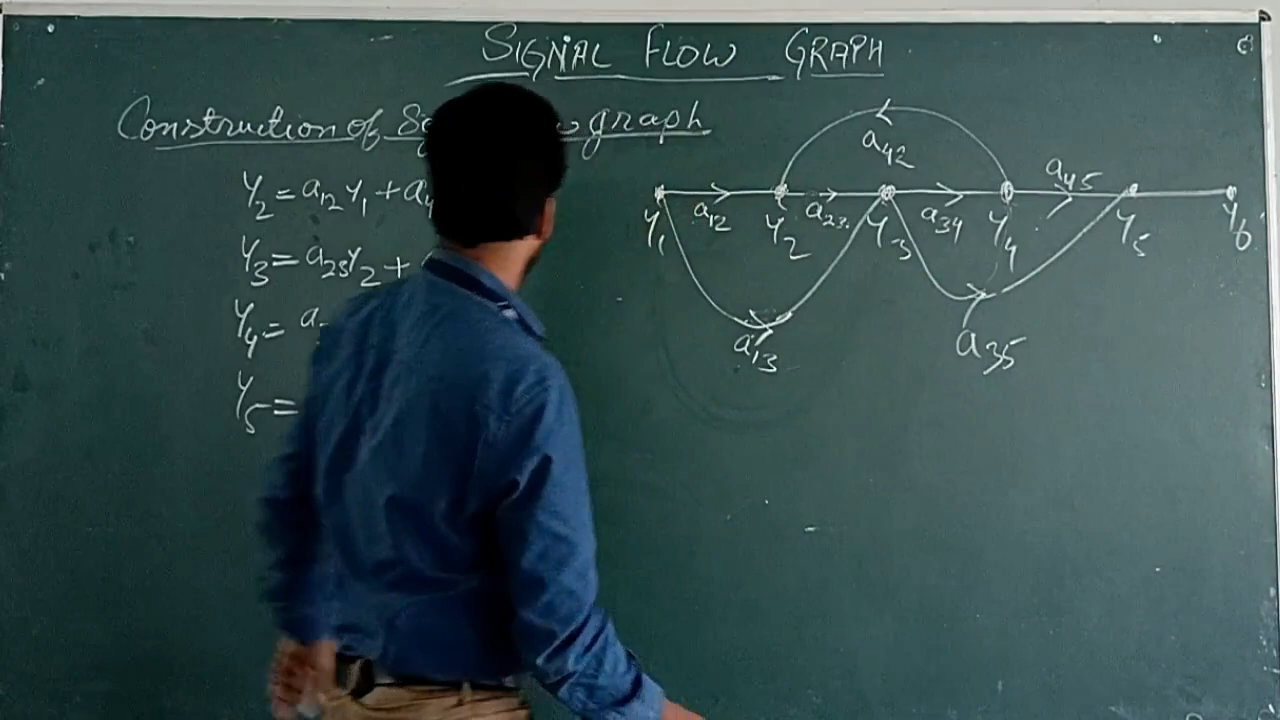 SIGNAL FLOW GRAPH
Construction of graph
Y2 = a12 Y1 +
Y3 = a23 Y2 +
Y4 =
Y5 =
a42
a45
a12
a23
a34
Y1
Y2
Y3
Y4
Y5
Y6
a13
a35